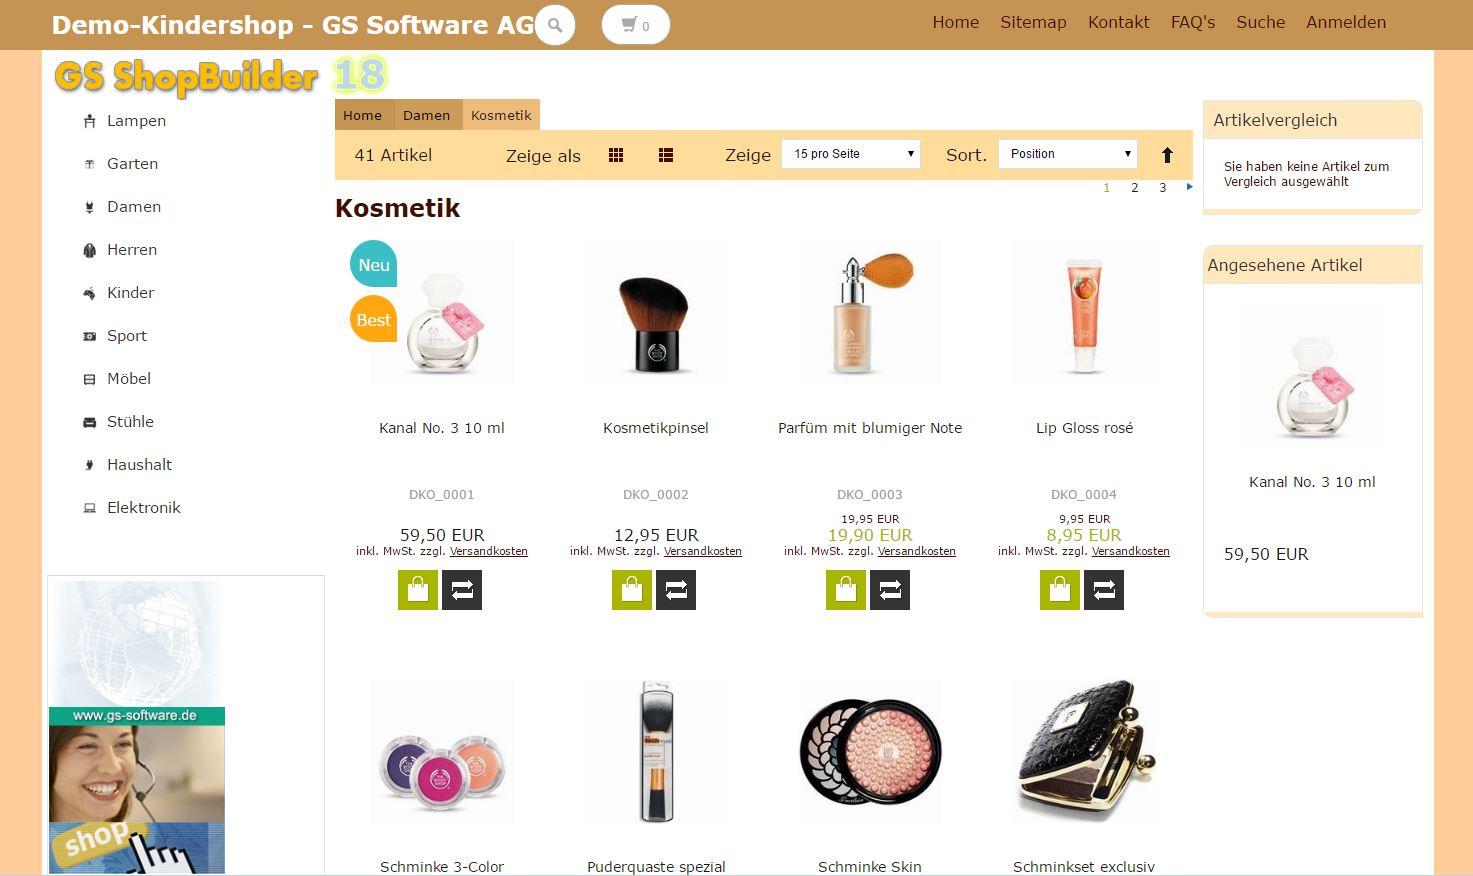 Demo-Kindershop - GS Software AG
0
Home Sitemap Kontakt FAQ's Suche Anmelden
GS ShopBuilder 18
Lampen
Garten
Damen
Herren
Kinder
Sport
Möbel
Stühle
Haushalt
Elektronik
www.gs-software.de
shop
Home Damen Kosmetik
41 Artikel Zeige als Zeige 15 pro Seite Sort. Position
1 2 3
Kosmetik
Neu
Best
Kanal No. 3 10 ml Kosmetikpinsel Parfüm mit blumiger Note Lip Gloss rosé
DKO_0001 DKO_0002 DKO_0003 DKO_0004
19,95 EUR 9,95 EUR
59,50 EUR 12,95 EUR 19,90 EUR 8,95 EUR
inkl. MwSt. zzgl. Versandkosten inkl. MwSt. zzgl. Versandkosten inkl. MwSt. zzgl. Versandkosten inkl. MwSt. zzgl. Versandkosten
Schminke 3-Color Puderquaste spezial Schminke Skin Schminkset exclusiv
Artikelvergleich
Sie haben keine Artikel zum
Vergleich ausgewählt
Angesehene Artikel
Kanal No. 3 10 ml
59,50 EUR